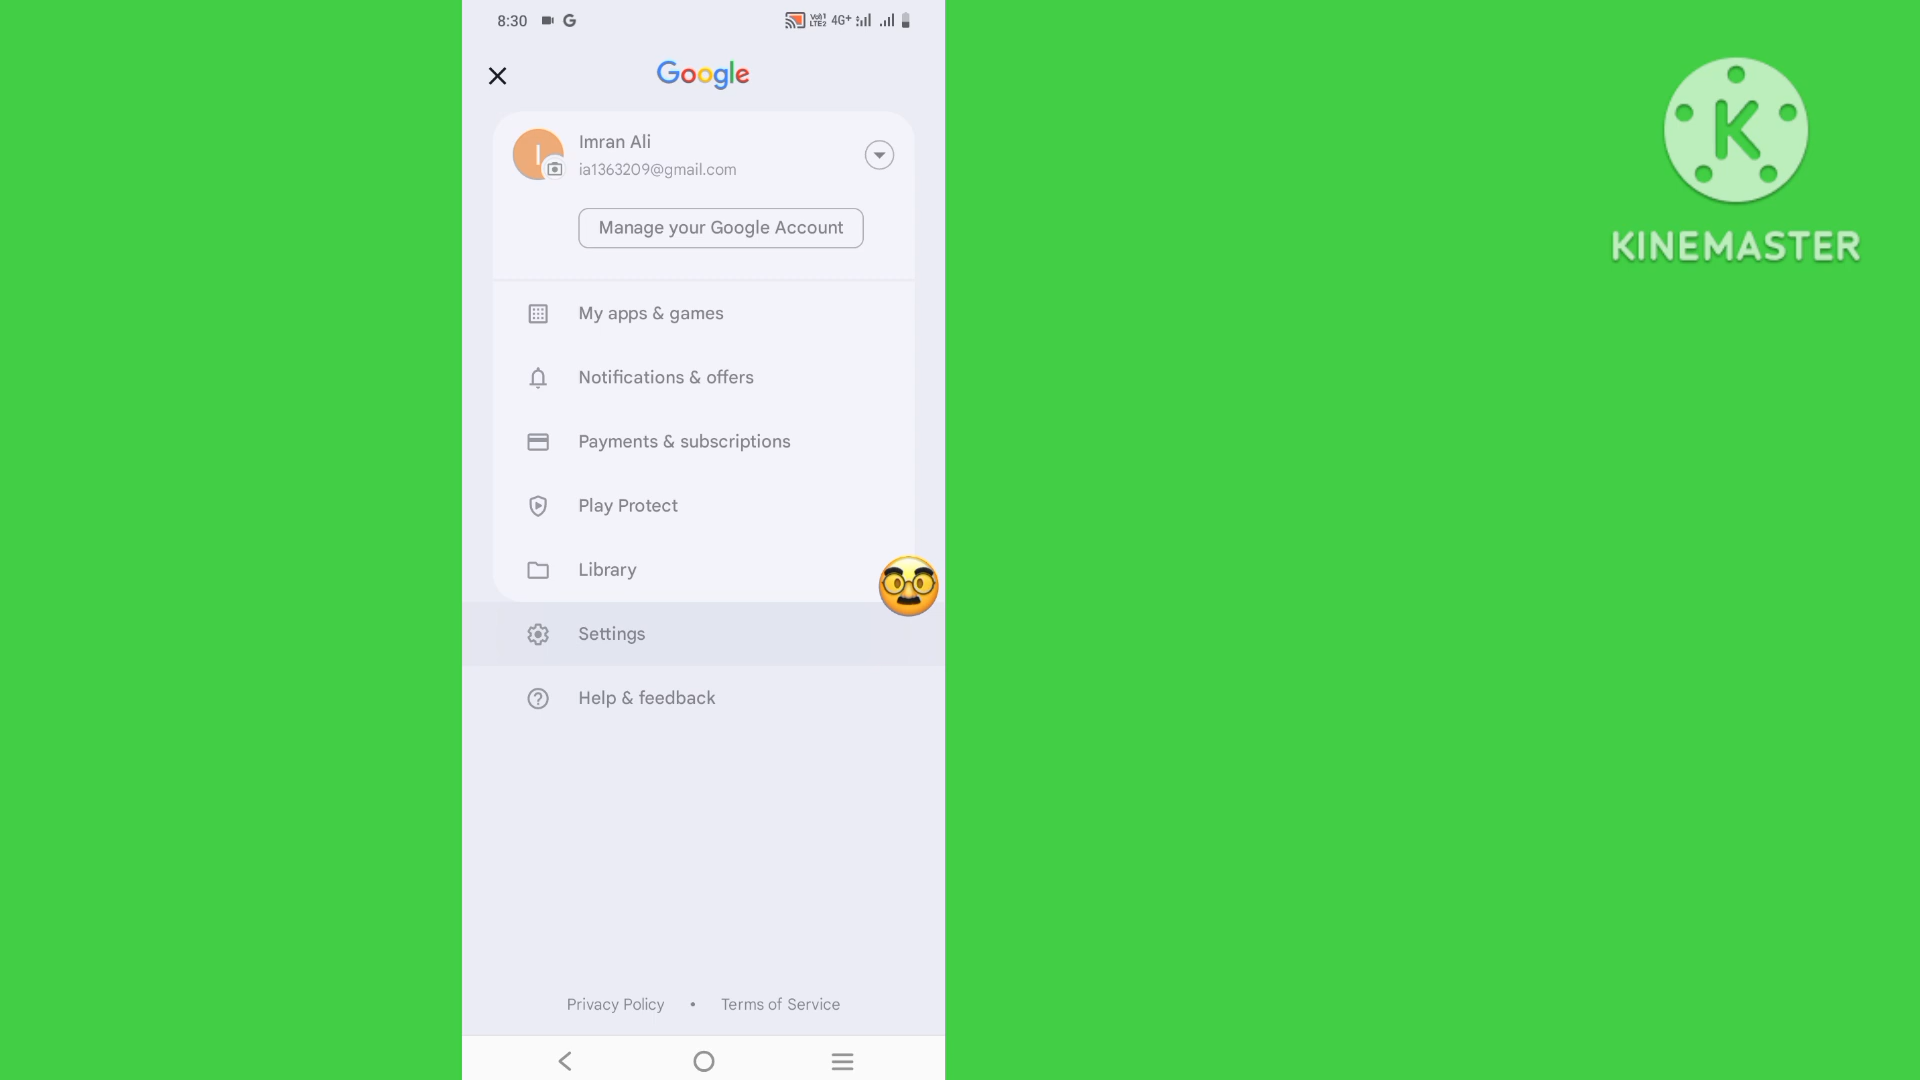 8:30
4G+
Google
Imran Ali
ia1363209@gmail.com
Manage your Google Account
My apps & games
Notifications & offers
Payments & subscriptions
Play Protect
Library
Settings
Help & feedback
Privacy Policy • Terms of Service
K
KINEMASTER